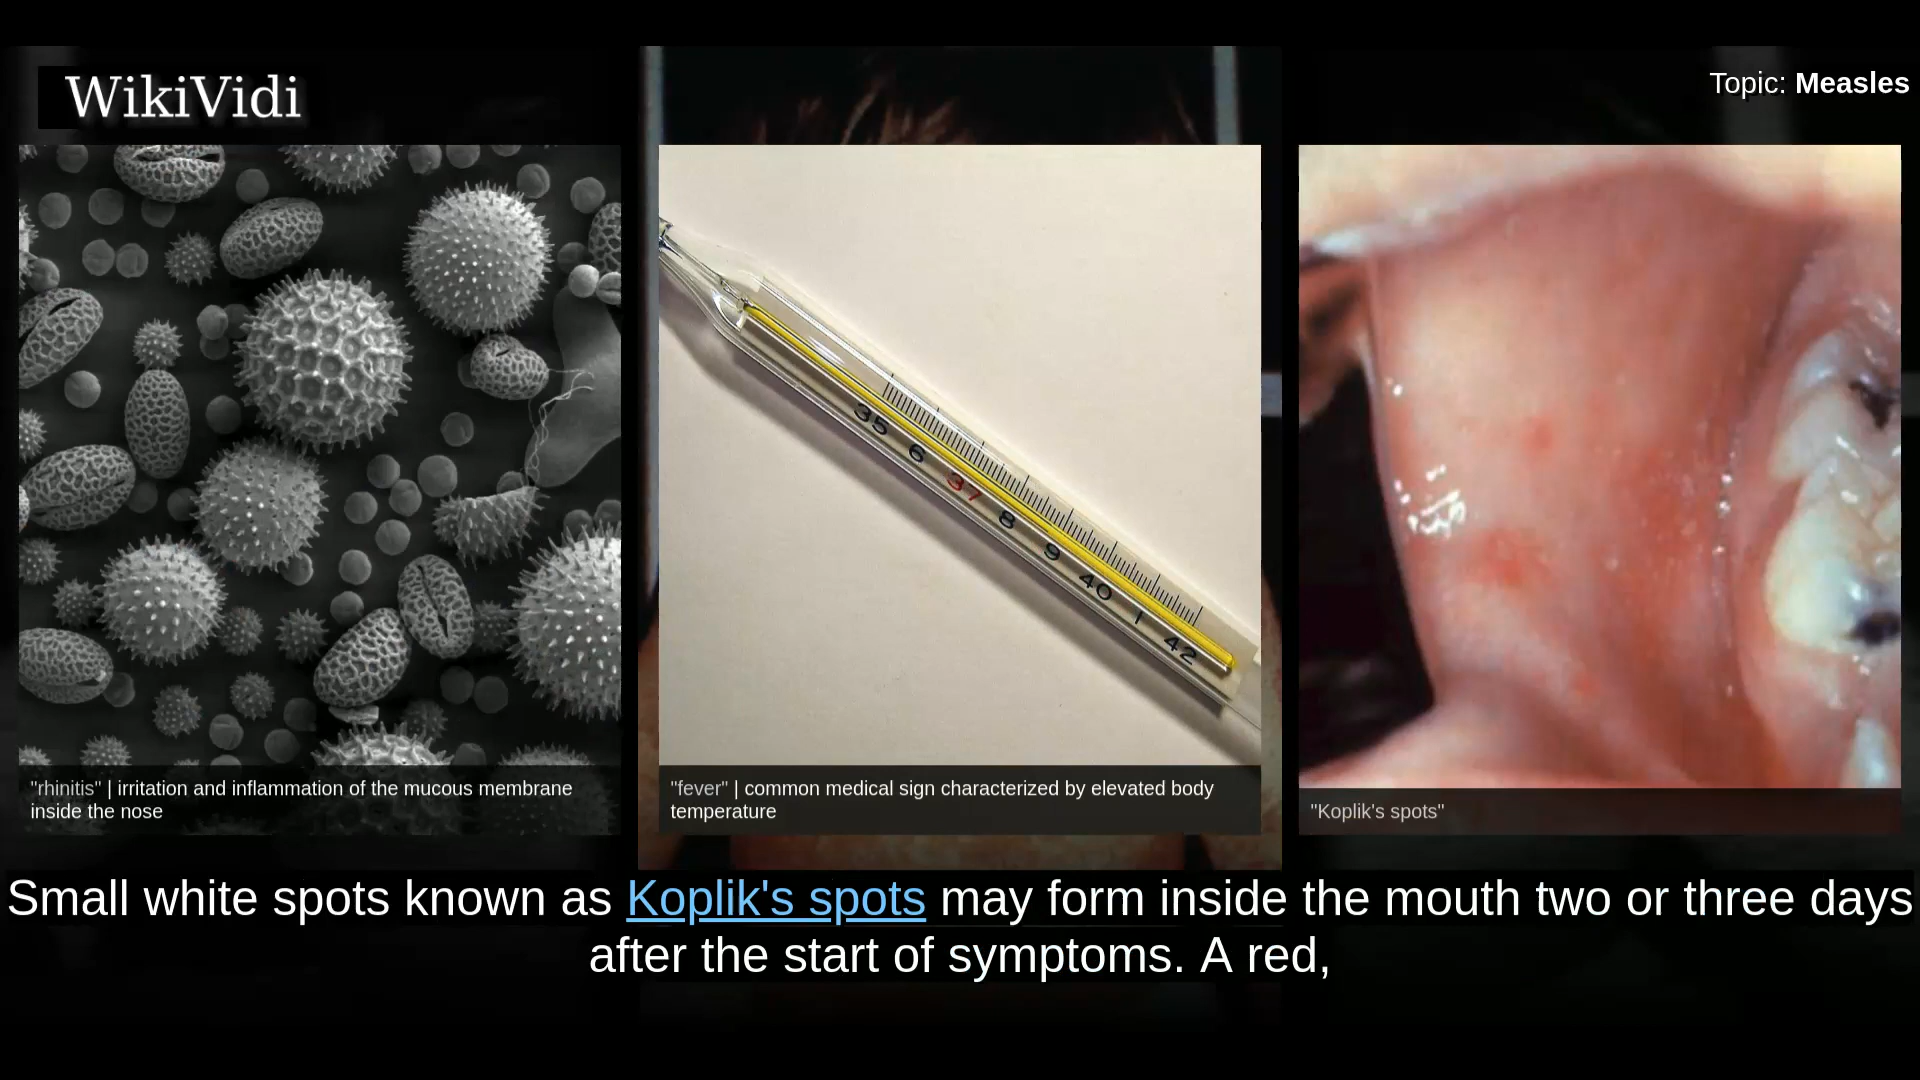 WikiVidi
Topic: Measles
35
6
37
8
9
40
1
42
"rhinitis" | irritation and inflammation of the mucous membrane
inside the nose
"fever" | common medical sign characterized by elevated body
temperature
"Koplik's spots"
Small white spots known as Koplik's spots may form inside the mouth two or three days
after the start of symptoms. A red,